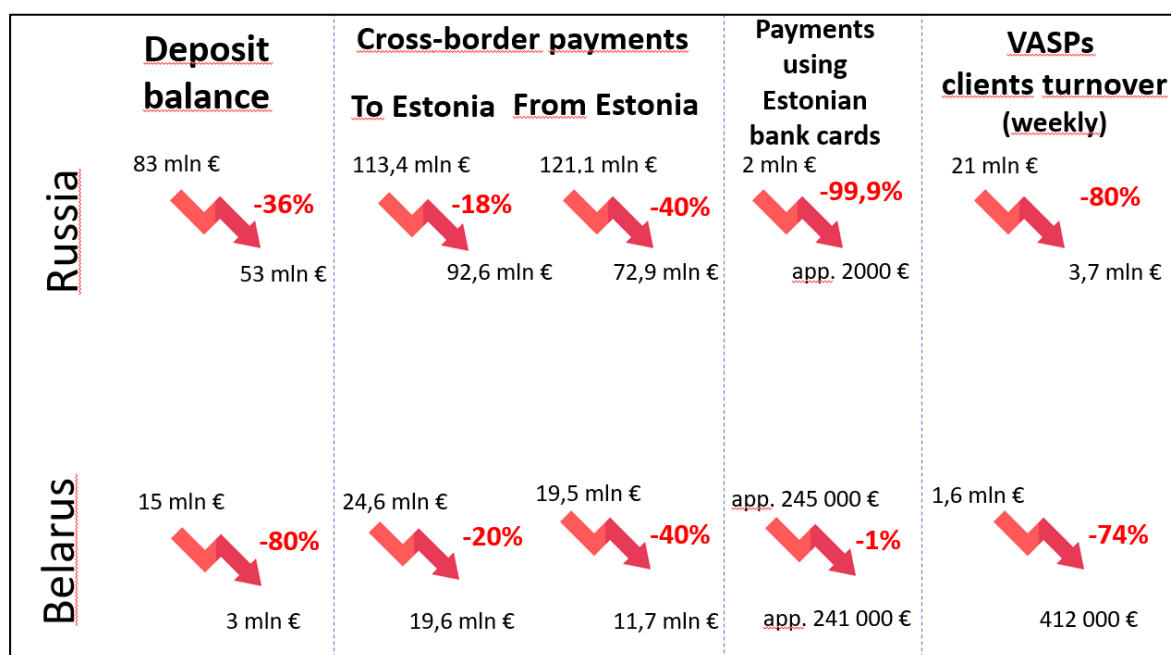 Deposit
balance
Cross-border payments
To Estonia From Estonia
Payments
using
Estonian
bank cards
VASPs
clients turnover
(weekly)
Russia
83 mln €
-36%
53 mln €
113,4 mln €
-18%
92,6 mln €
121,1 mln €
-40%
72,9 mln €
2 mln €
-99,9%
app. 2000 €
21 mln €
-80%
3,7 mln €
Belarus
15 mln €
-80%
3 mln €
24,6 mln €
-20%
19,6 mln €
19,5 mln €
-40%
11,7 mln €
app. 245 000 €
-1%
app. 241 000 €
1,6 mln €
-74%
412 000 €